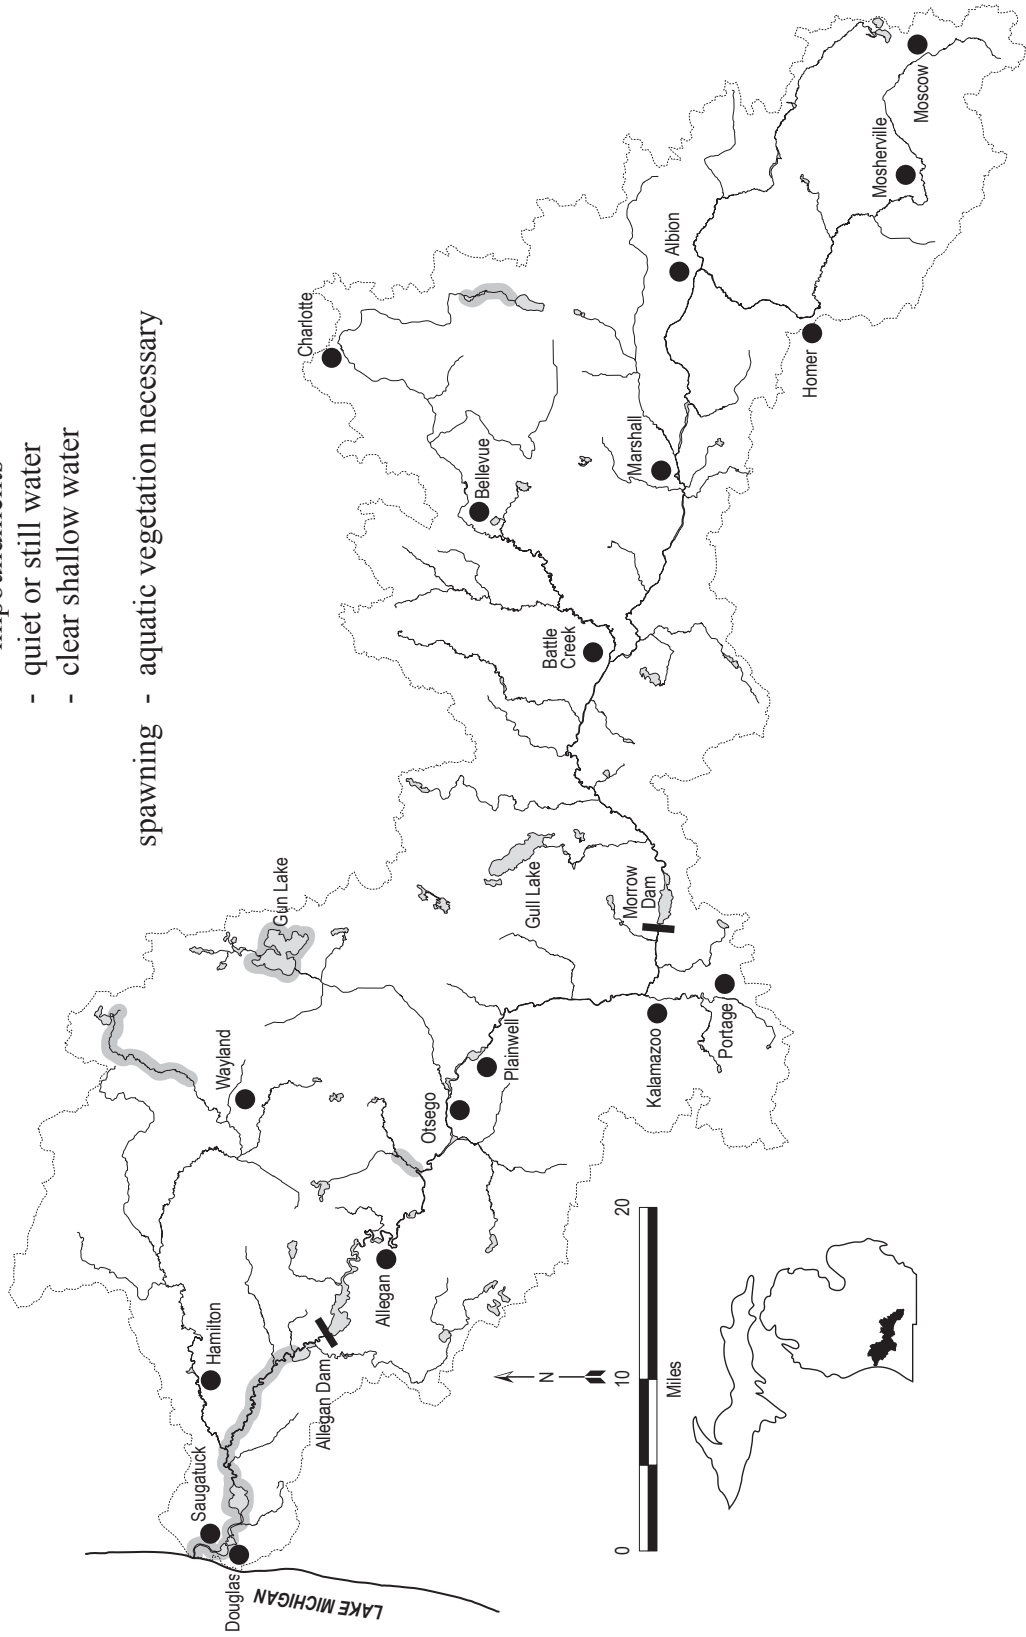 - quiet or still water
- clear shallow water
spawning - aquatic vegetation necessary
Charlotte
Bellevue
Battle
Creek
Marshall
Albion
Homer
Mosherville
Moscow
Gun Lake
Gull Lake
Morrow
Dam
Wayland
Otsego
Plainwell
Kalamazoo
Portage
Hamilton
Allegan
Allegan Dam
Saugatuck
Douglas
LAKE MICHIGAN
N
0 10 20
Miles